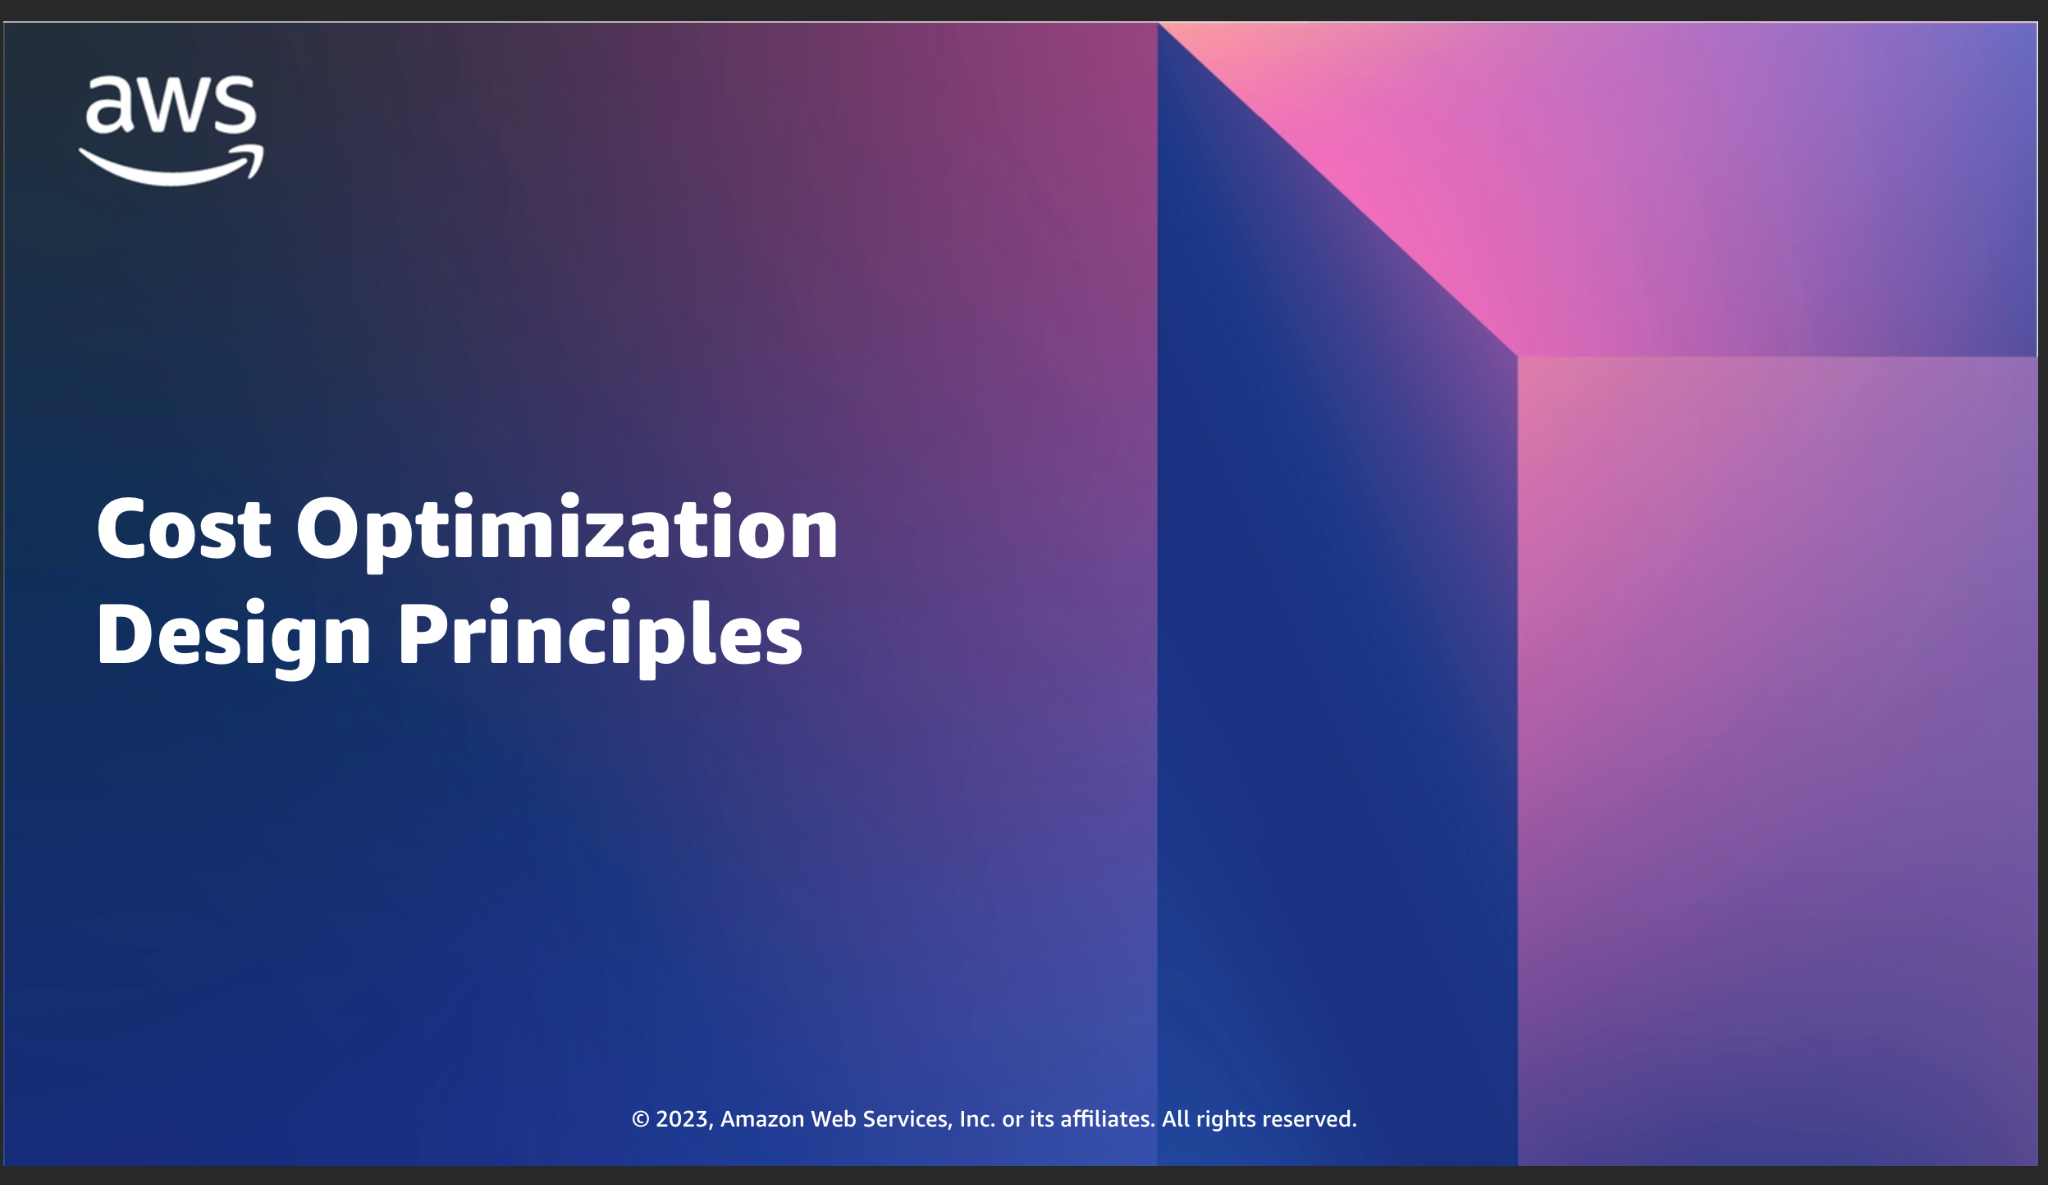 aws
Cost Optimization
Design Principles
© 2023, Amazon Web Services, Inc. or its affiliates. All rights reserved.